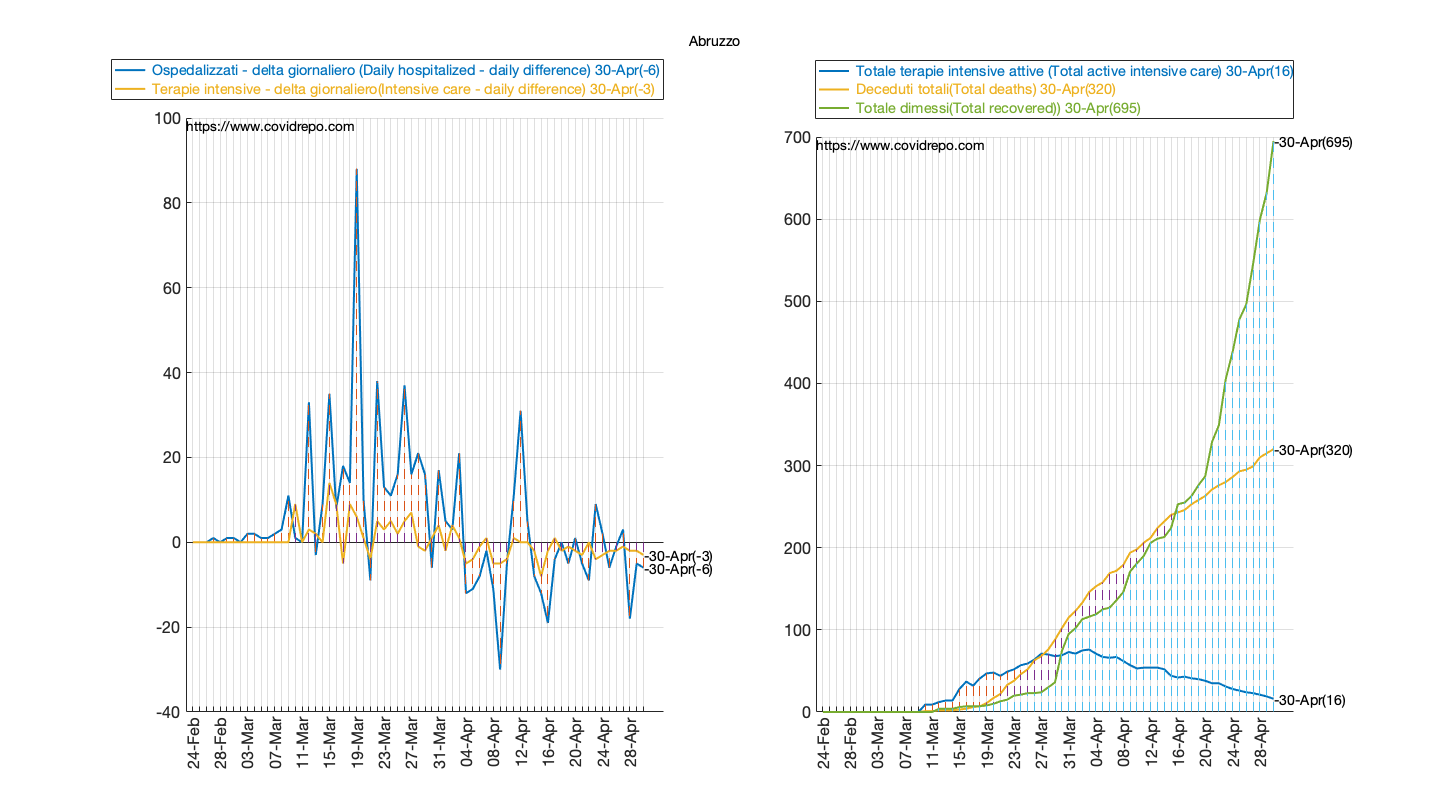 Abruzzo
Ospedalizzati - delta giornaliero (Daily hospitalized - daily difference) 30-Apr(-6)
Terapie intensive - delta giornaliero(Intensive care - daily difference) 30-Apr(-3)
https://www.covidrepo.com
100
80
60
40
20
0
-20
-40
-30-Apr(-3)
-30-Apr(-6)
24-Feb
28-Feb
03-Mar
07-Mar
11-Mar
15-Mar
19-Mar
23-Mar
27-Mar
31-Mar
04-Apr
08-Apr
12-Apr
16-Apr
20-Apr
24-Apr
28-Apr
Totale terapie intensive attive (Total active intensive care) 30-Apr(16)
Deceduti totali(Total deaths) 30-Apr(320)
Totale dimessi(Total recovered)) 30-Apr(695)
https://www.covidrepo.com
700
600
500
400
300
200
100
0
-30-Apr(695)
-30-Apr(320)
-30-Apr(16)
24-Feb
28-Feb
03-Mar
07-Mar
11-Mar
15-Mar
19-Mar
23-Mar
27-Mar
31-Mar
04-Apr
08-Apr
12-Apr
16-Apr
20-Apr
24-Apr
28-Apr